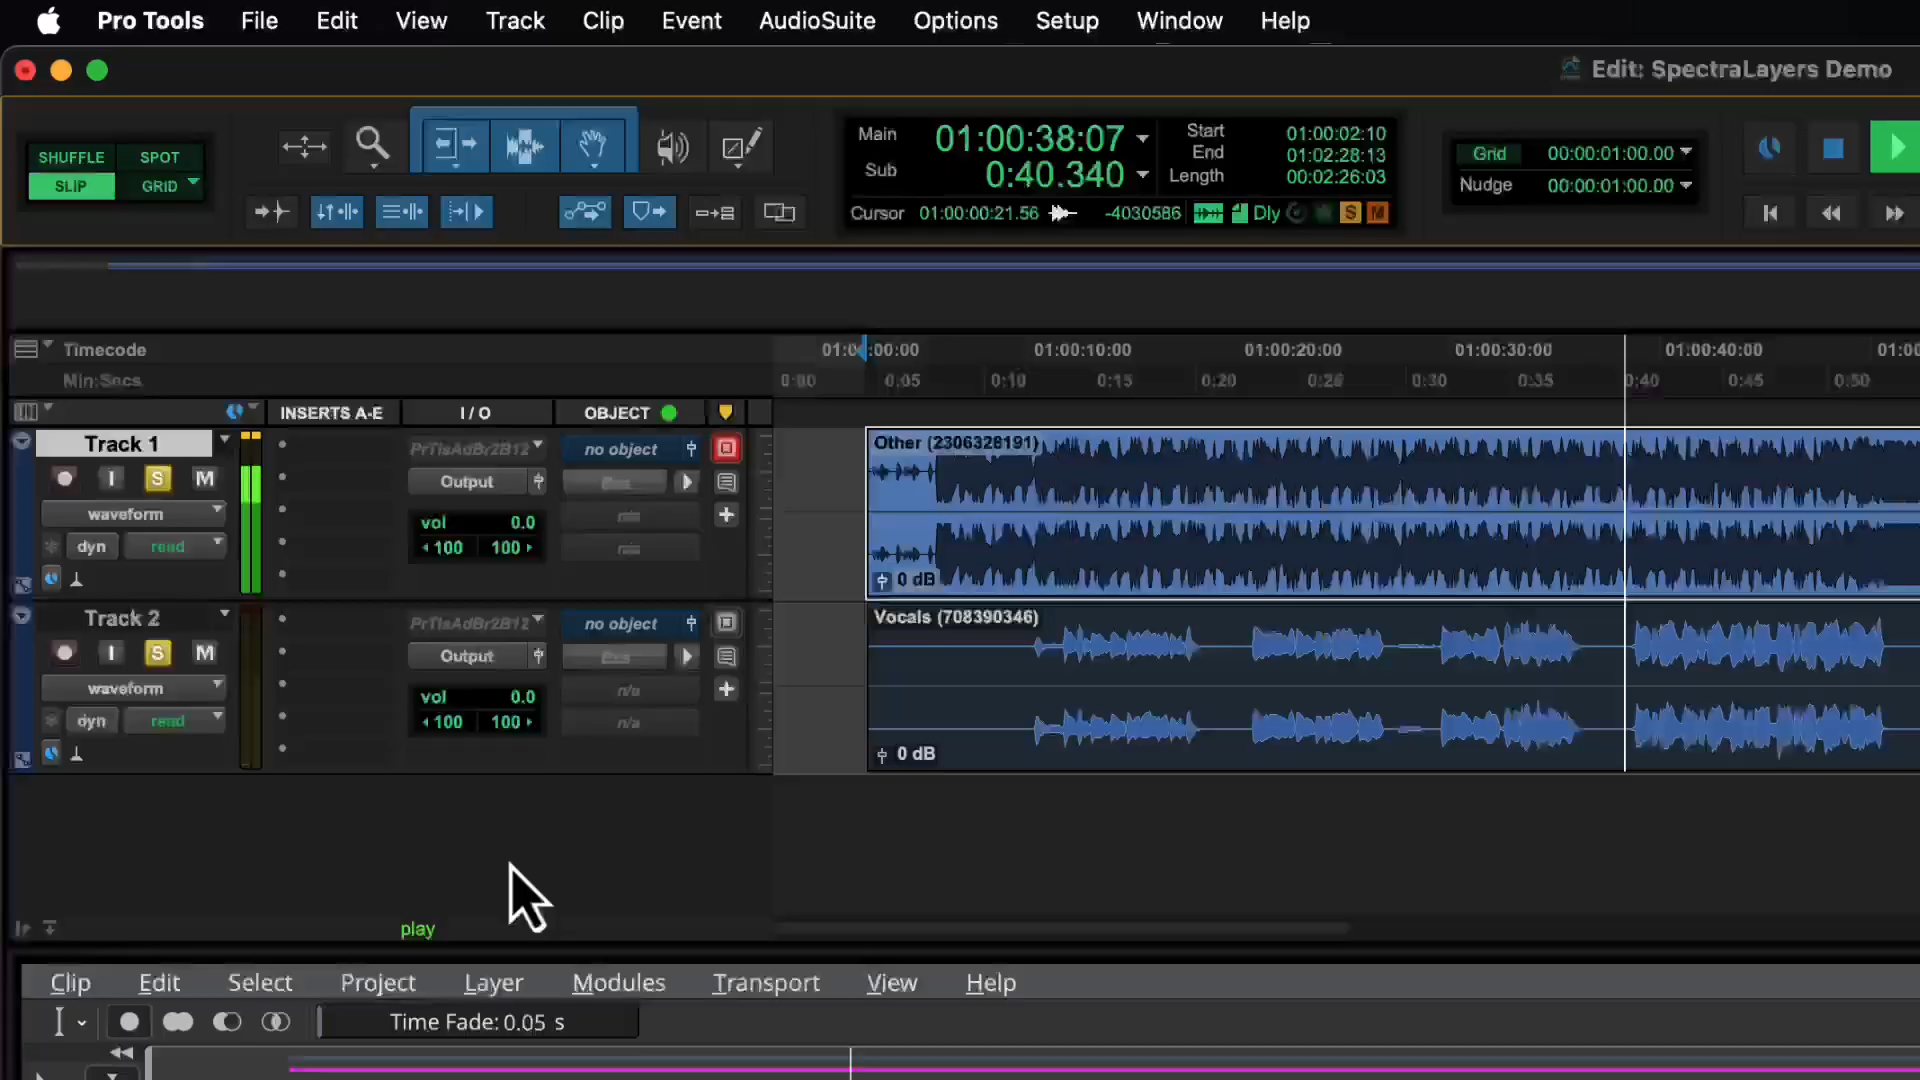 Pro Tools File Edit View Track Clip Event AudioSuite Options Setup Window Help
Edit: SpectraLayers Demo
SHUFFLE SPOT
SLIP GRID
Main 01:00:38:07
Sub 0:40.340
Start 01:00:02:10
End 01:02:28:13
Length 00:02:26:03
Cursor 01:00:00:21.56 -4030586 Dly S M
Grid 00:00:01:00.00
Nudge 00:00:01:00.00
Timecode 01:00:10:00 01:00:20:00 01:00:30:00 01:00:40:00
Min:Secs 0:00 0:05 0:10 0:15 0:20 0:30 0:35 0:40 0:45 0:50
INSERTS A-E I / O OBJECT
Track 1 PrTlsAdBr2B12 no object Other (2306328191)
I S M Output
waveform vol 0.0
dyn read 100 100
0 dB
Track 2 PrTlsAdBr2B12 no object Vocals (708390346)
I S M Output
waveform vol 0.0 n/a
dyn read 100 100 n/a
0 dB
play
Clip Edit Select Project Layer Modules Transport View Help
Time Fade: 0.05 s